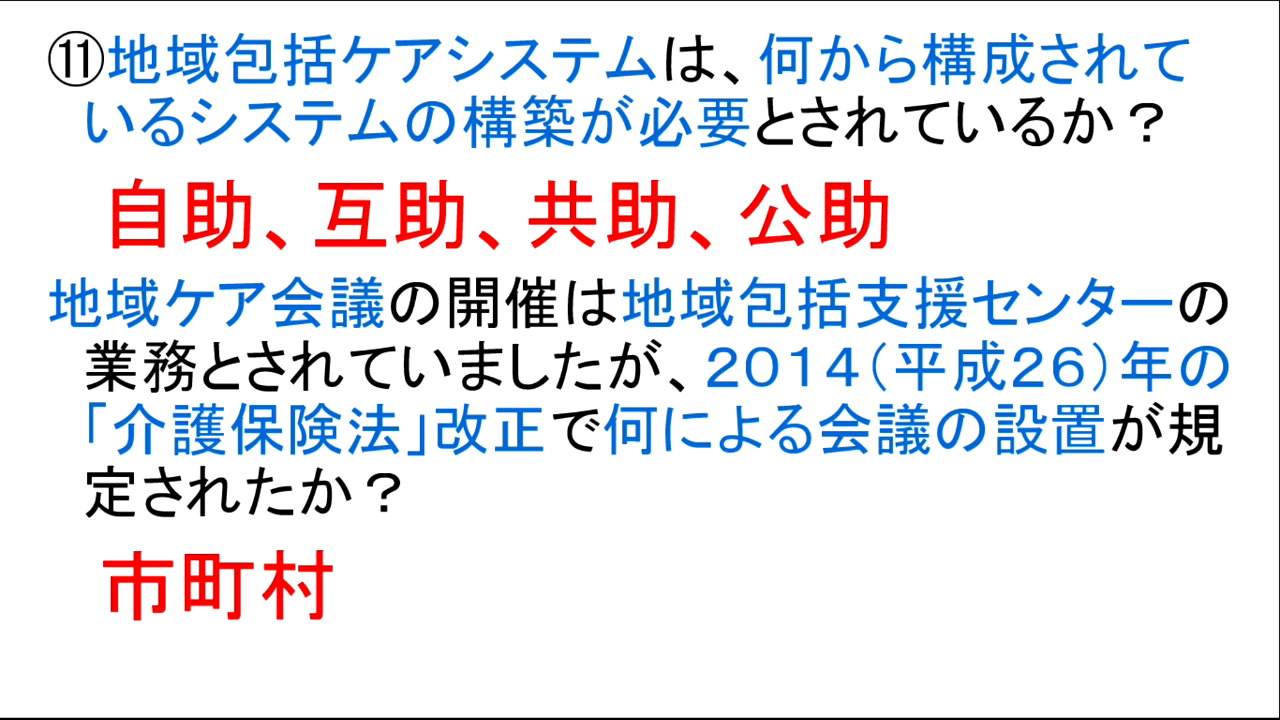 ⑪地域包括ケアシステムは、何から構成されて
いるシステムの構築が必要とされているか？
自助、互助、共助、公助
地域ケア会議の開催は地域包括支援センターの
業務とされていましたが、２０１４（平成２６）年の
「介護保険法」改正で何による会議の設置が規
定されたか？
市町村